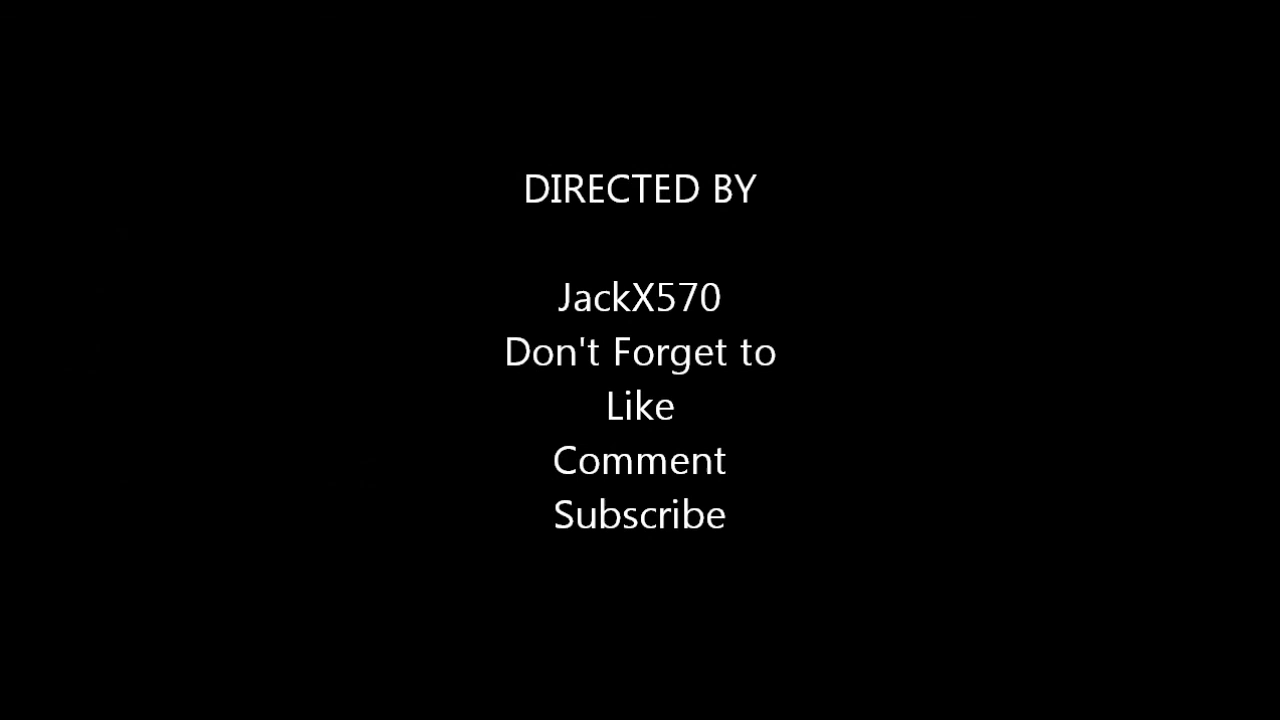 DIRECTED BY
JackX570
Don't Forget to
Like
Comment
Subscribe